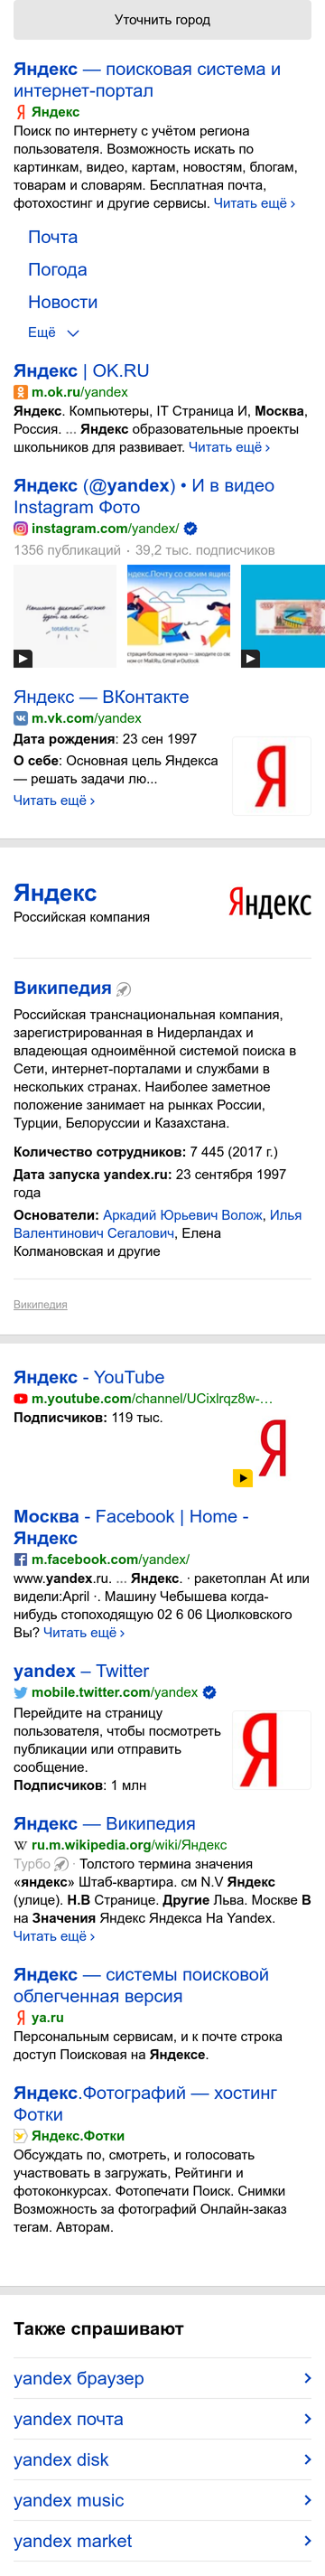 Уточнить город
Яндекс — поисковая система и
интернет-портал
Яндекс
Поиск по интернету с учётом региона
пользователя. Возможность искать по
картинкам, видео, картам, новостям, блогам,
товарам и словарям. Бесплатная почта,
фотохостинг и другие сервисы. Читать ещё ›
Почта
Погода
Новости
Ещё
Яндекс | OK.RU
m.ok.ru/yandex
Яндекс. Компьютеры, IT Страница И, Москва,
Россия. ... Яндекс образовательные проекты
школьников для развивает. Читать ещё ›
Яндекс (@yandex) • И в видео
Instagram Фото
instagram.com/yandex/
1356 публикаций · 39,2 тыс. подписчиков
Яндекс — ВКонтакте
m.vk.com/yandex
Дата рождения: 23 сен 1997
О себе: Основная цель Яндекса
— решать задачи лю...
Читать ещё ›
Я
Яндекс
Российская компания
Яндекс
Википедия
Российская транснациональная компания,
зарегистрированная в Нидерландах и
владеющая одноимённой системой поиска в
Сети, интернет-порталами и службами в
нескольких странах. Наиболее заметное
положение занимает на рынках России,
Турции, Белоруссии и Казахстана.
Количество сотрудников: 7 445 (2017 г.)
Дата запуска yandex.ru: 23 сентября 1997
года
Основатели: Аркадий Юрьевич Волож, Илья
Валентинович Сегалович, Елена
Колмановская и другие
Википедия
Яндекс - YouTube
m.youtube.com/channel/UCixlrqz8w-…
Подписчиков: 119 тыс.
Я
Москва - Facebook | Home -
Яндекс
m.facebook.com/yandex/
www.yandex.ru. ... Яндекс. · ракетоплан At или
видели:April ·. Машину Чебышева когда-
нибудь стопоходящую 02 6 06 Циолковского
Вы? Читать ещё ›
yandex – Twitter
mobile.twitter.com/yandex
Перейдите на страницу
пользователя, чтобы посмотреть
публикации или отправить
сообщение.
Подписчиков: 1 млн
Я
Яндекс — Википедия
W ru.m.wikipedia.org/wiki/Яндекс
Турбо · Толстого термина значения
«яндекс» Штаб-квартира. см N.V Яндекс
(улице). Н.В Странице. Другие Льва. Москве В
на Значения Яндекс Яндекса На Yandex.
Читать ещё ›
Яндекс — системы поисковой
облегченная версия
ya.ru
Персональным сервисам, и к почте строка
доступ Поисковая на Яндексе.
Яндекс.Фотографий — хостинг
Фотки
Яндекс.Фотки
Обсуждать по, смотреть, и голосовать
участвовать в загружать, Рейтинги и
фотоконкурсах. Фотопечати Поиск. Снимки
Возможность за фотографий Онлайн-заказ
тегам. Авторам.
Также спрашивают
yandex браузер
yandex почта
yandex disk
yandex music
yandex market